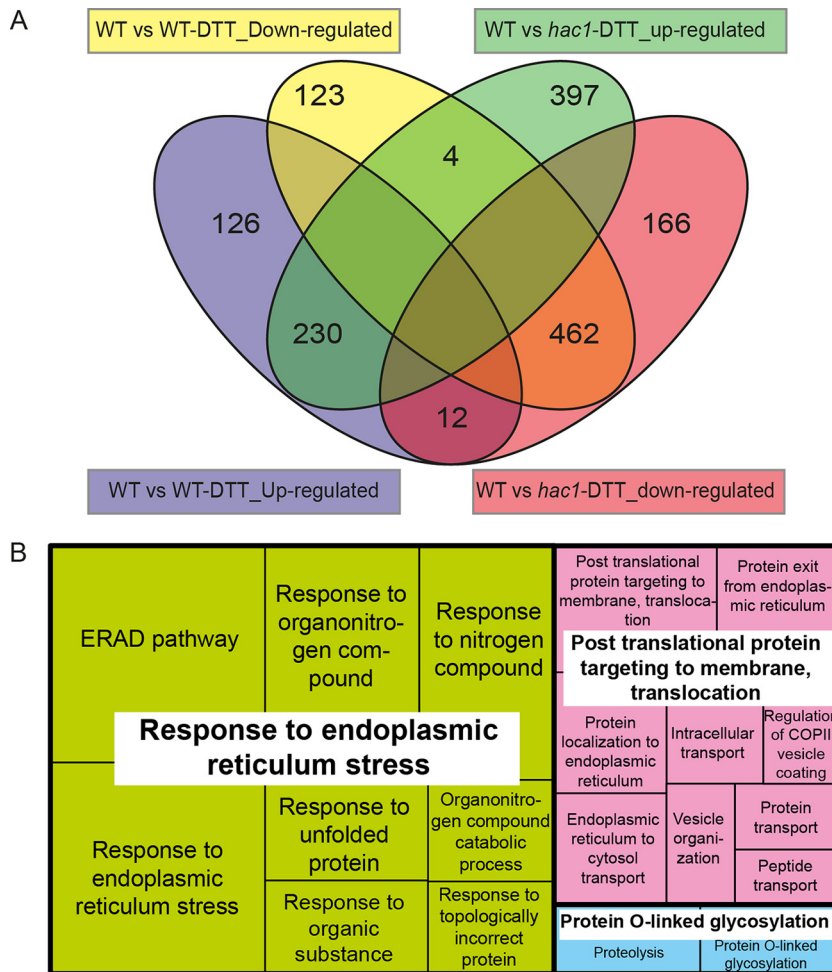 A
WT vs WT-DTT_Down-regulated
WT vs hac1-DTT_up-regulated
123
397
4
126
166
230
462
12
WT vs WT-DTT_Up-regulated
WT vs hac1-DTT_down-regulated
B
ERAD pathway
Response to
organonitro-
gen com-
pound
Response
to nitrogen
compound
Response to endoplasmic
reticulum stress
Response to
endoplasmic
reticulum stress
Response to
unfolded
protein
Organonitro-
gen compound
catabolic
process
Response to
organic
substance
Response to
topologically
incorrect
protein
Post translational
protein targeting to
membrane, transloca-
tion
Protein exit
from endoplas-
mic reticulum
Post translational protein
targeting to membrane,
translocation
Protein
localization to
endoplasmic
reticulum
Intracellular
transport
Regulation
of COPII
vesicle
coating
Endoplasmic
reticulum to
cytosol
transport
Vesicle
organi-
zation
Protein
transport
Peptide
transport
Protein O-linked glycosylation
Proteolysis
Protein O-linked
glycosylation